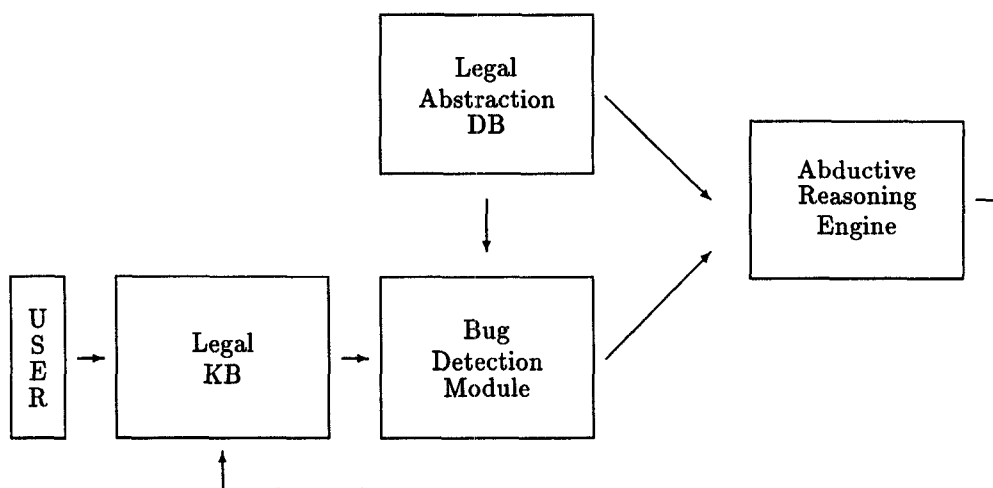 Legal
Abstraction
DB
Abductive
Reasoning
Engine
U
S
E
R
Legal
KB
Bug
Detection
Module